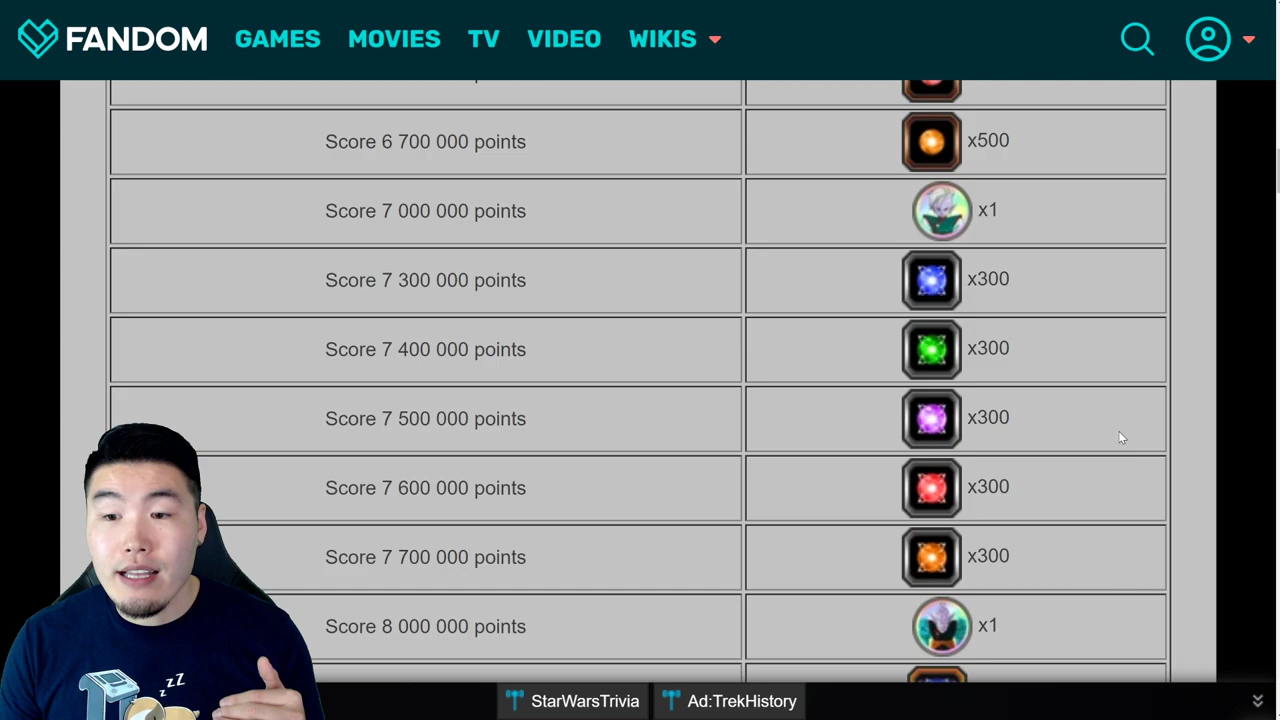 FANDOM GAMES MOVIES TV VIDEO WIKIS
Score 6 700 000 points x500
Score 7 000 000 points x1
Score 7 300 000 points x300
Score 7 400 000 points x300
Score 7 500 000 points x300
Score 7 600 000 points x300
Score 7 700 000 points x300
Score 8 000 000 points x1
z z Z
StarWarsTrivia Ad:TrekHistory